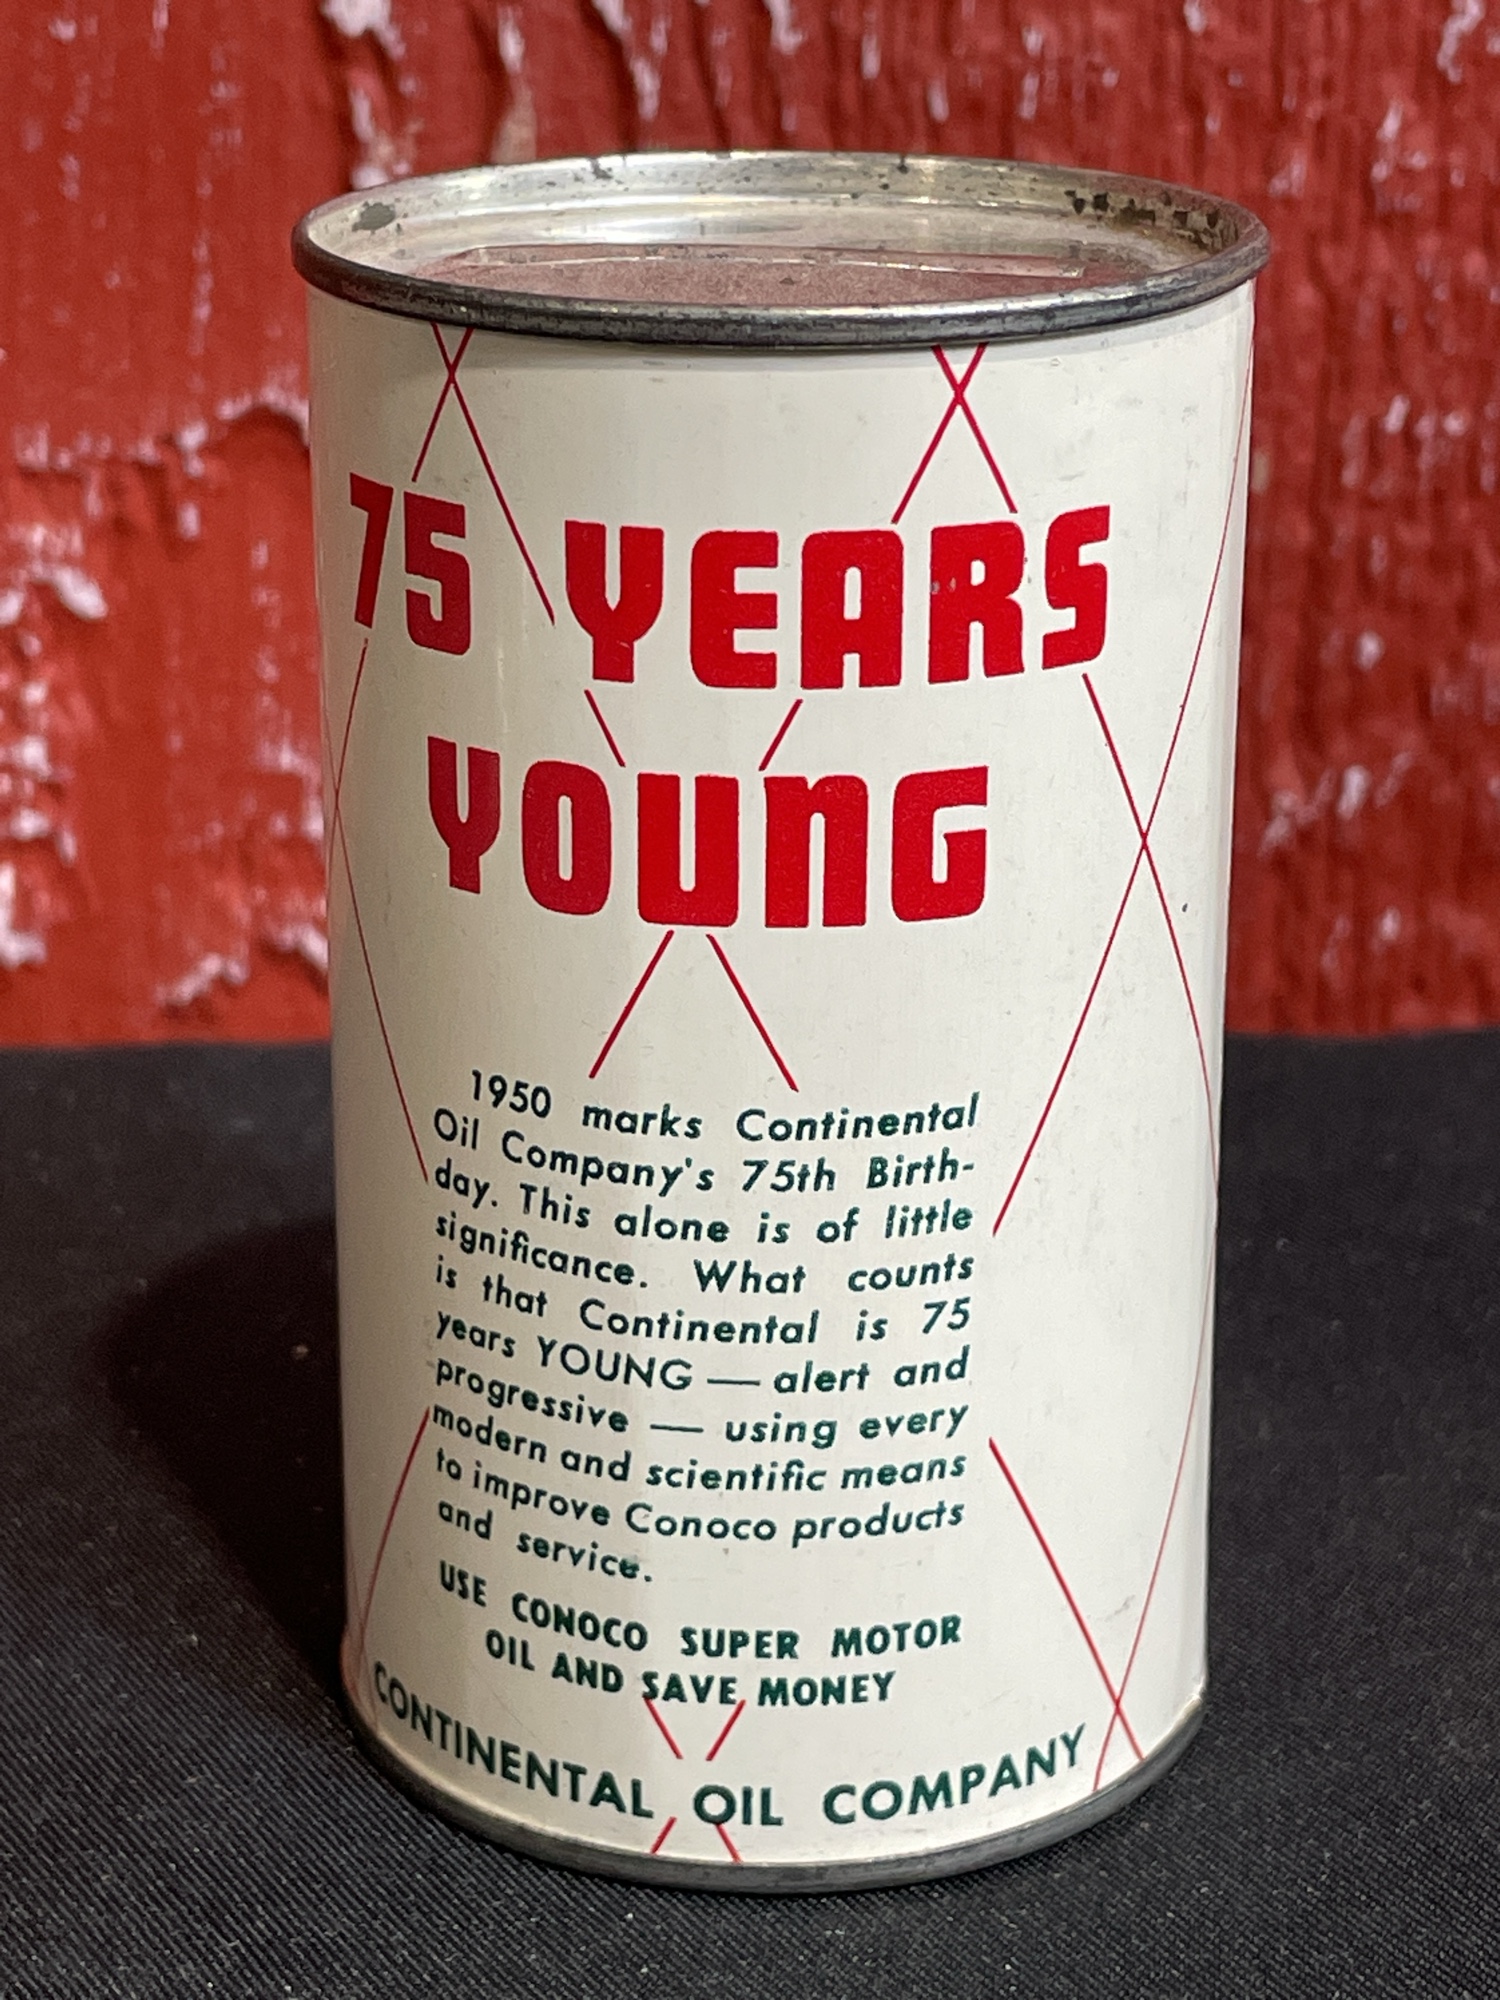 75 YEARS
YOUNG
1950 marks Continental
Oil Company's 75th Birth-
day. This alone is of little
significance. What counts
is that Continental is 75
years YOUNG — alert and
progressive — using every
modern and scientific means
to improve Conoco products
and service.
USE CONOCO SUPER MOTOR
OIL AND SAVE MONEY
CONTINENTAL OIL COMPANY